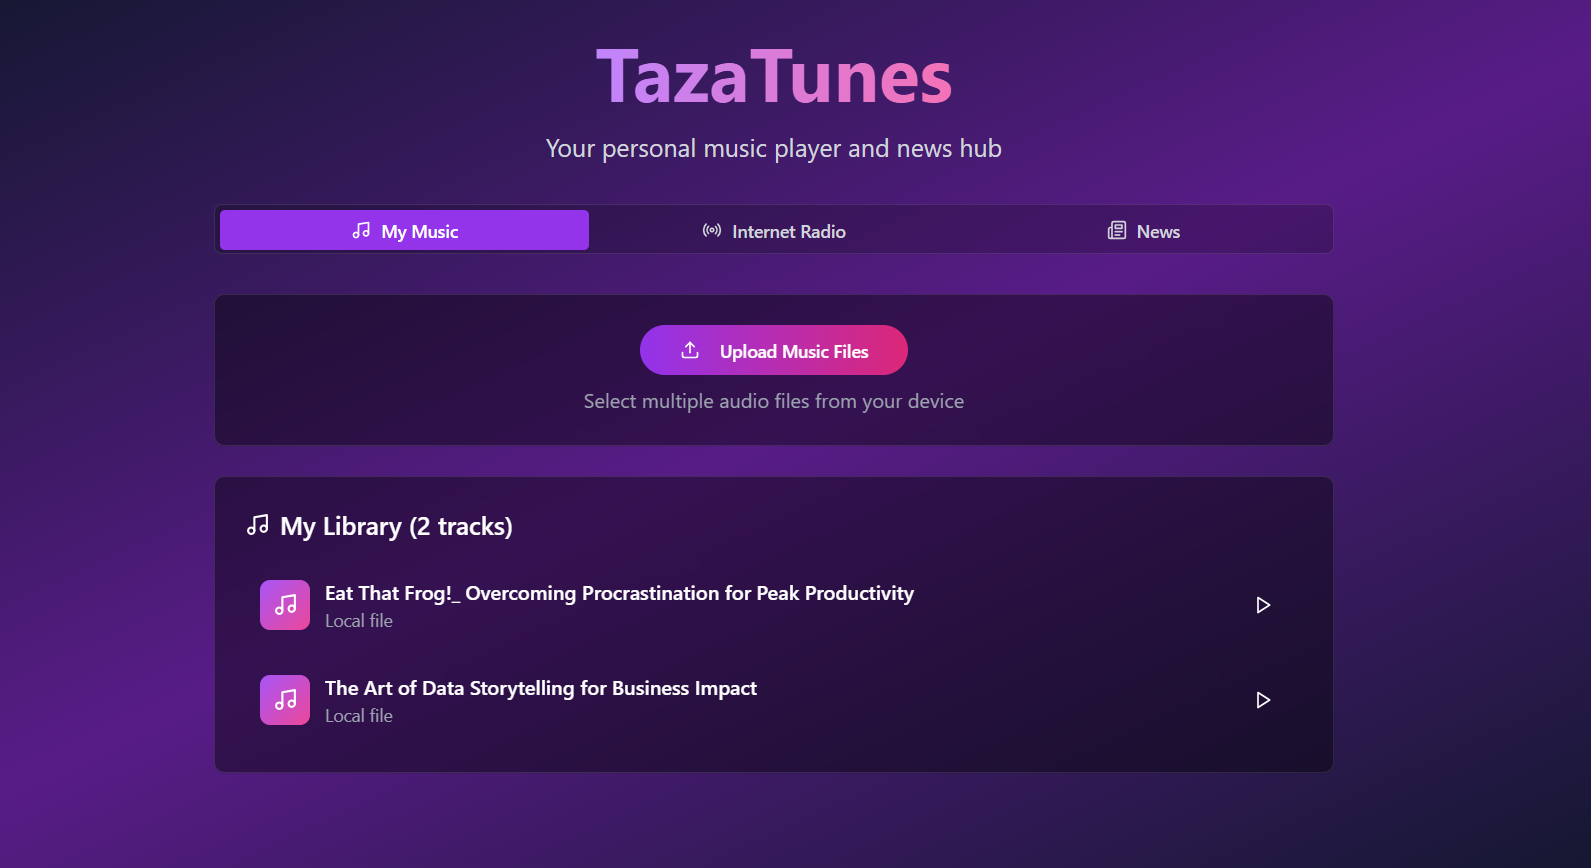 TazaTunes
Your personal music player and news hub
My Music
Internet Radio
News
Upload Music Files
Select multiple audio files from your device
My Library (2 tracks)
Eat That Frog!_ Overcoming Procrastination for Peak Productivity
Local file
The Art of Data Storytelling for Business Impact
Local file